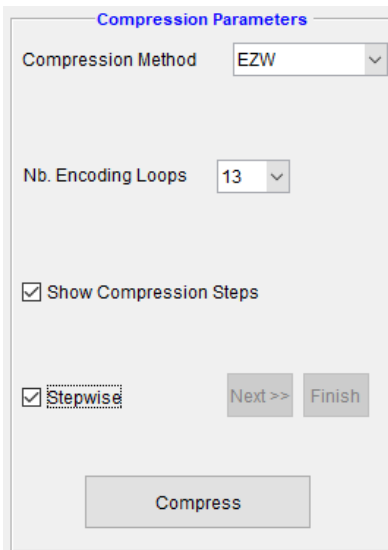 Compression Parameters
Compression Method EZW
Nb. Encoding Loops 13
Show Compression Steps
Stepwise Next >> Finish
Compress